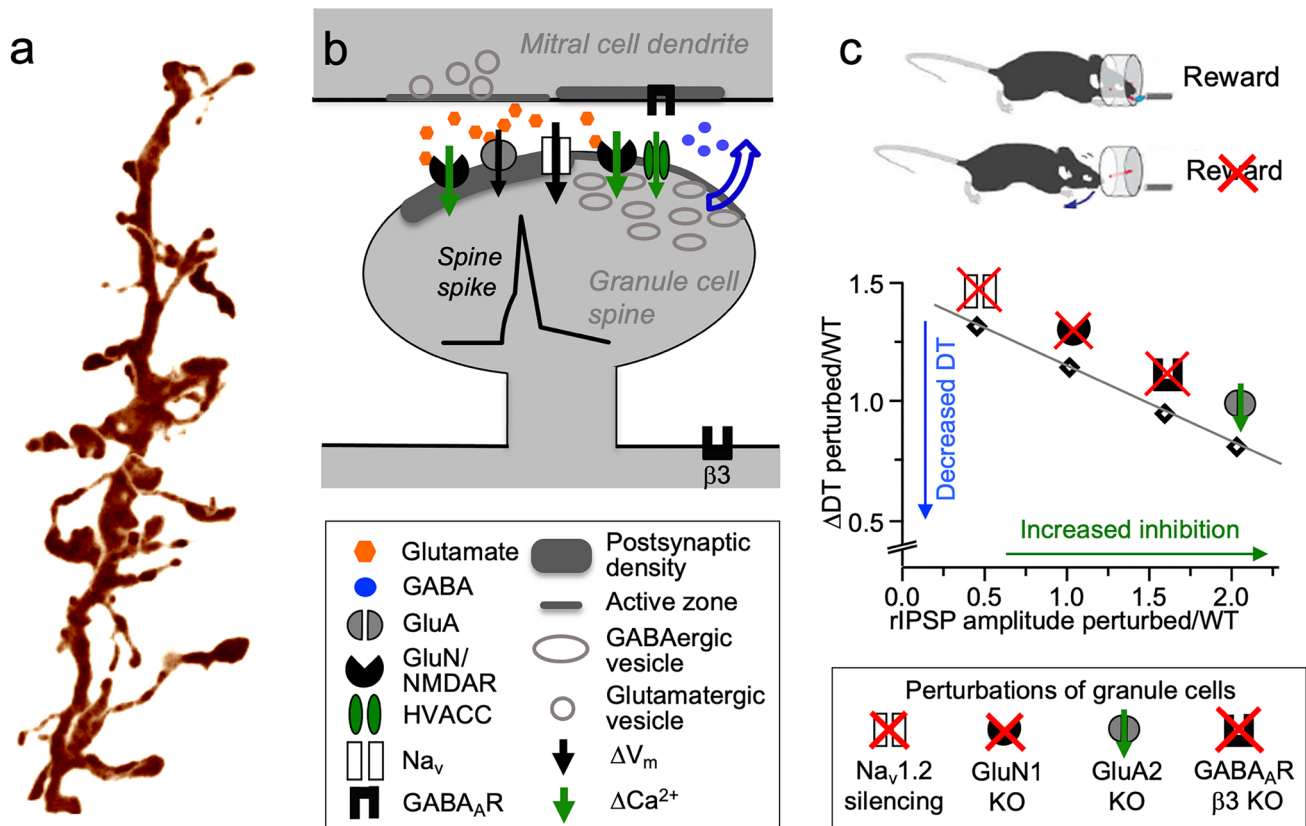 a
b
Mitral cell dendrite
Spine
spike
Granule cell
spine
β3
Glutamate
GABA
GluA
GluN/
NMDAR
HVACC
Nav
GABAAR
Postsynaptic
density
Active zone
GABAergic
vesicle
Glutamatergic
vesicle
ΔVm
ΔCa2+
c
Reward
Reward
ΔDT perturbed/WT
1.5
1.0
0.5
Decreased DT
Increased inhibition
0.0 0.5 1.0 1.5 2.0
rIPSP amplitude perturbed/WT
Perturbations of granule cells
Nav1.2
silencing
GluN1
KO
GluA2
KO
GABAAR
β3 KO